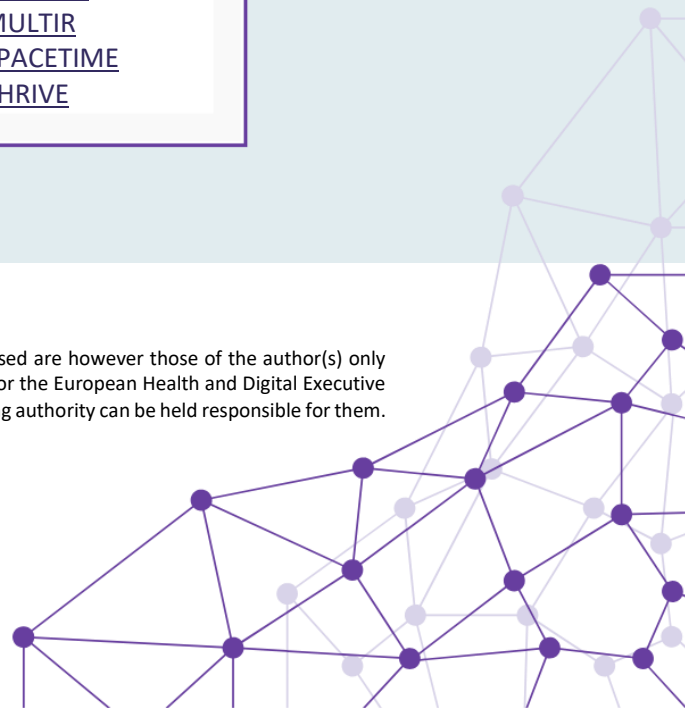 MULTIR
PACETIME
HRIVE
sed are however those of the author(s) only
or the European Health and Digital Executive
g authority can be held responsible for them.